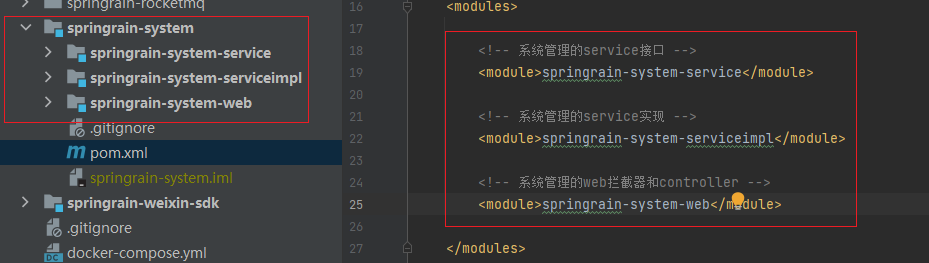 springrain-rocketmq
springrain-system
springrain-system-service
springrain-system-serviceimpl
springrain-system-web
.gitignore
pom.xml
springrain-system.iml
springrain-weixin-sdk
.gitignore
docker-compose.yml
16 <modules>
17
18 <!-- 系统管理的service接口 -->
19 <module>springrain-system-service</module>
20
21 <!-- 系统管理的service实现 -->
22 <module>springrain-system-serviceimpl</module>
23
24 <!-- 系统管理的web拦截器和controller -->
25 <module>springrain-system-web</module>
26
27 </modules>